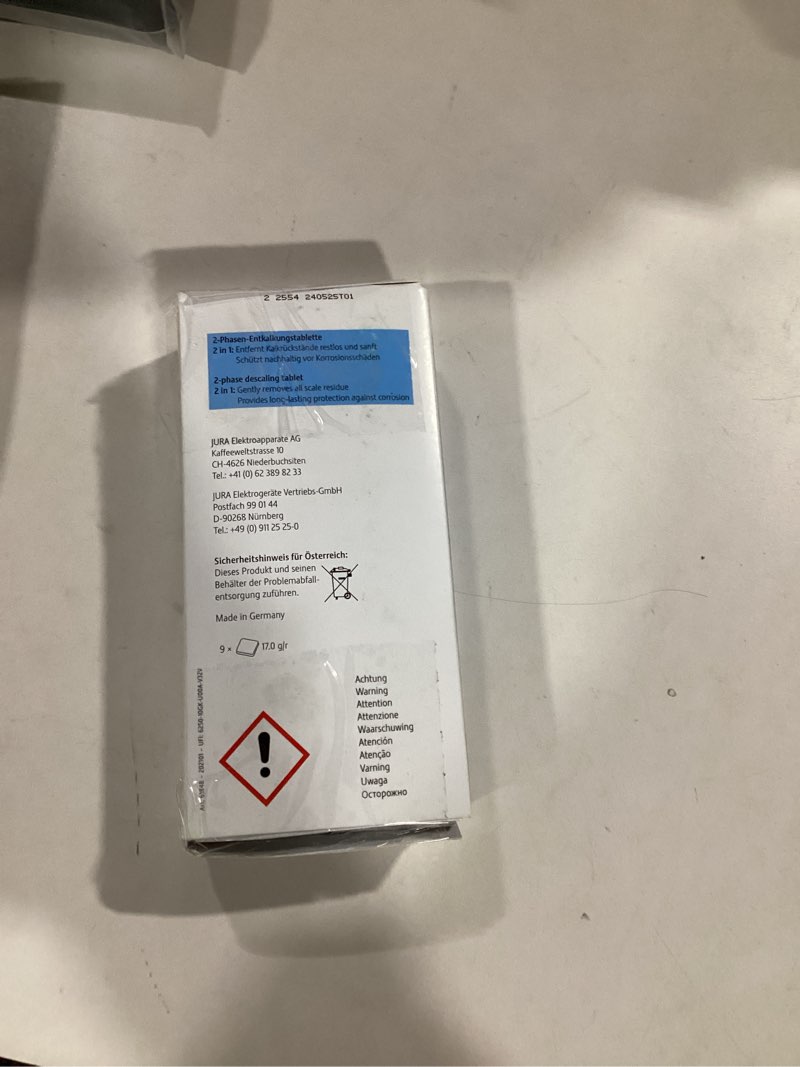 2 2554 240525T01
2-Phasen-Entkalkungstablette
2 in 1: Entfernt Kalkrückstände restlos und sanft
Schützt nachhaltig vor Korrosionsschäden
2-phase descaling tablet
2 in 1: Gently removes all scale residue
Provides long-lasting protection against corrosion
JURA Elektroapparate AG
Kaffeeweltstrasse 10
CH-4626 Niederbuchsiten
Tel.: +41 (0) 62 389 82 33
JURA Elektrogeräte Vertriebs-GmbH
Postfach 99 01 44
D-90268 Nürnberg
Tel.: +49 (0) 911 25 25-0
Sicherheitshinweis für Österreich:
Dieses Produkt und seinen
Behälter der Problemabfall-
entsorgung zuführen.
Made in Germany
9 × 17.0 g/r
Achtung
Warning
Attention
Attenzione
Waarschuwing
Atención
Atenção
Varning
Uwaga
Осторожно